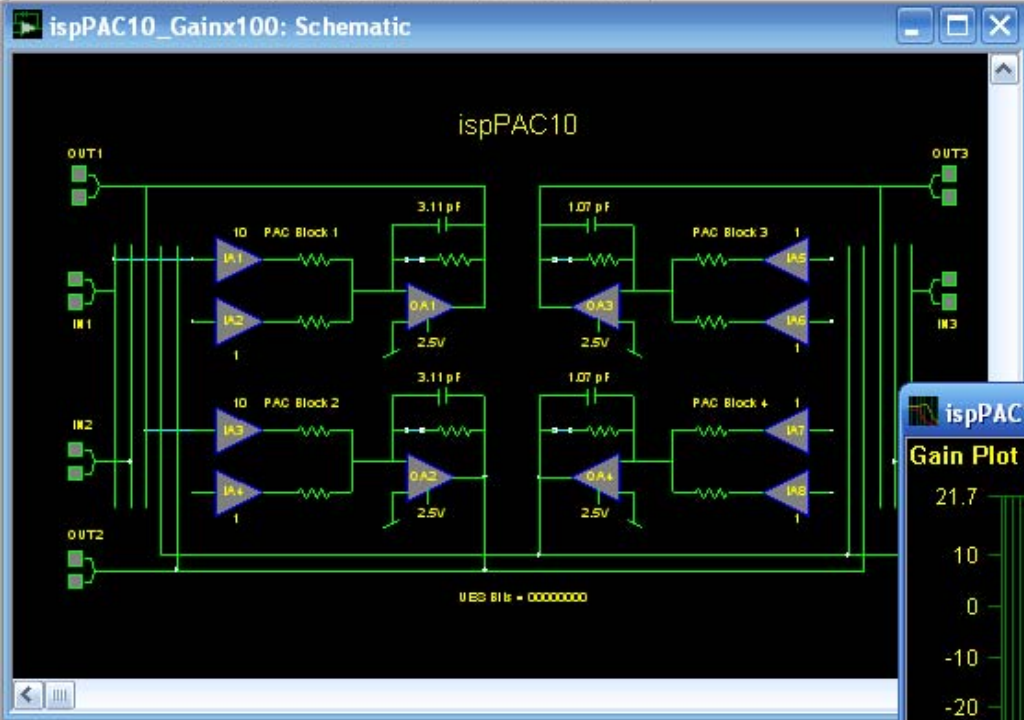 ispPAC10_Gainx100: Schematic
ispPAC10
OUT1
OUT3
3.11 pF
1.07 pF
10 PAC Block 1
PAC Block 3 1
IA1
IA5
IN1
IN3
OA1
OA3
IA2
IA6
2.5V
2.5V
1
1
3.11 pF
1.07 pF
10 PAC Block 2
PAC Block 4 1
IN2
IA3
IA7
ispPAC
Gain Plot
OA2
OA4
IA4
IA8
21.7
2.5V
2.5V
1
1
OUT2
10
UES Bits = 00000000
0
-10
-20